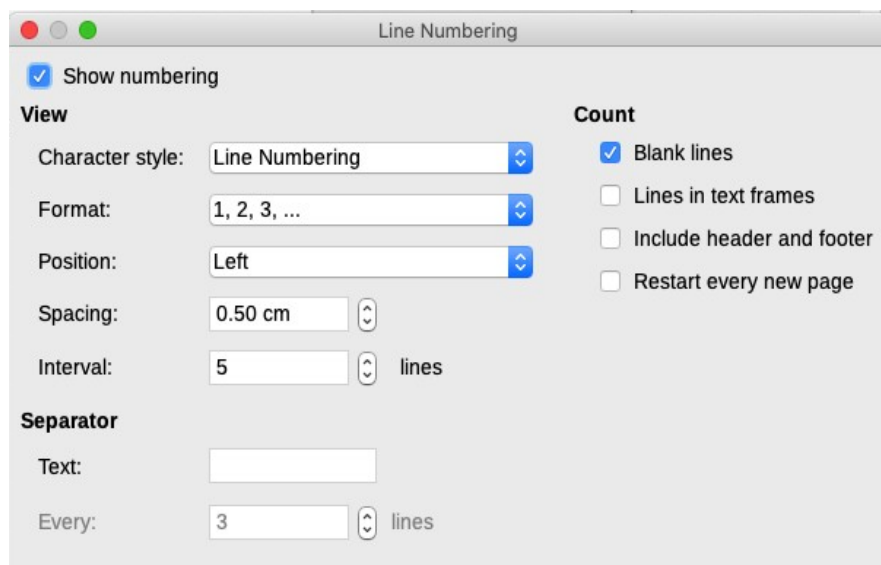 Line Numbering
Show numbering
View
Character style: Line Numbering
Format: 1, 2, 3, ...
Position: Left
Spacing: 0.50 cm
Interval: 5 lines
Separator
Text:
Every: 3 lines
Count
Blank lines
Lines in text frames
Include header and footer
Restart every new page